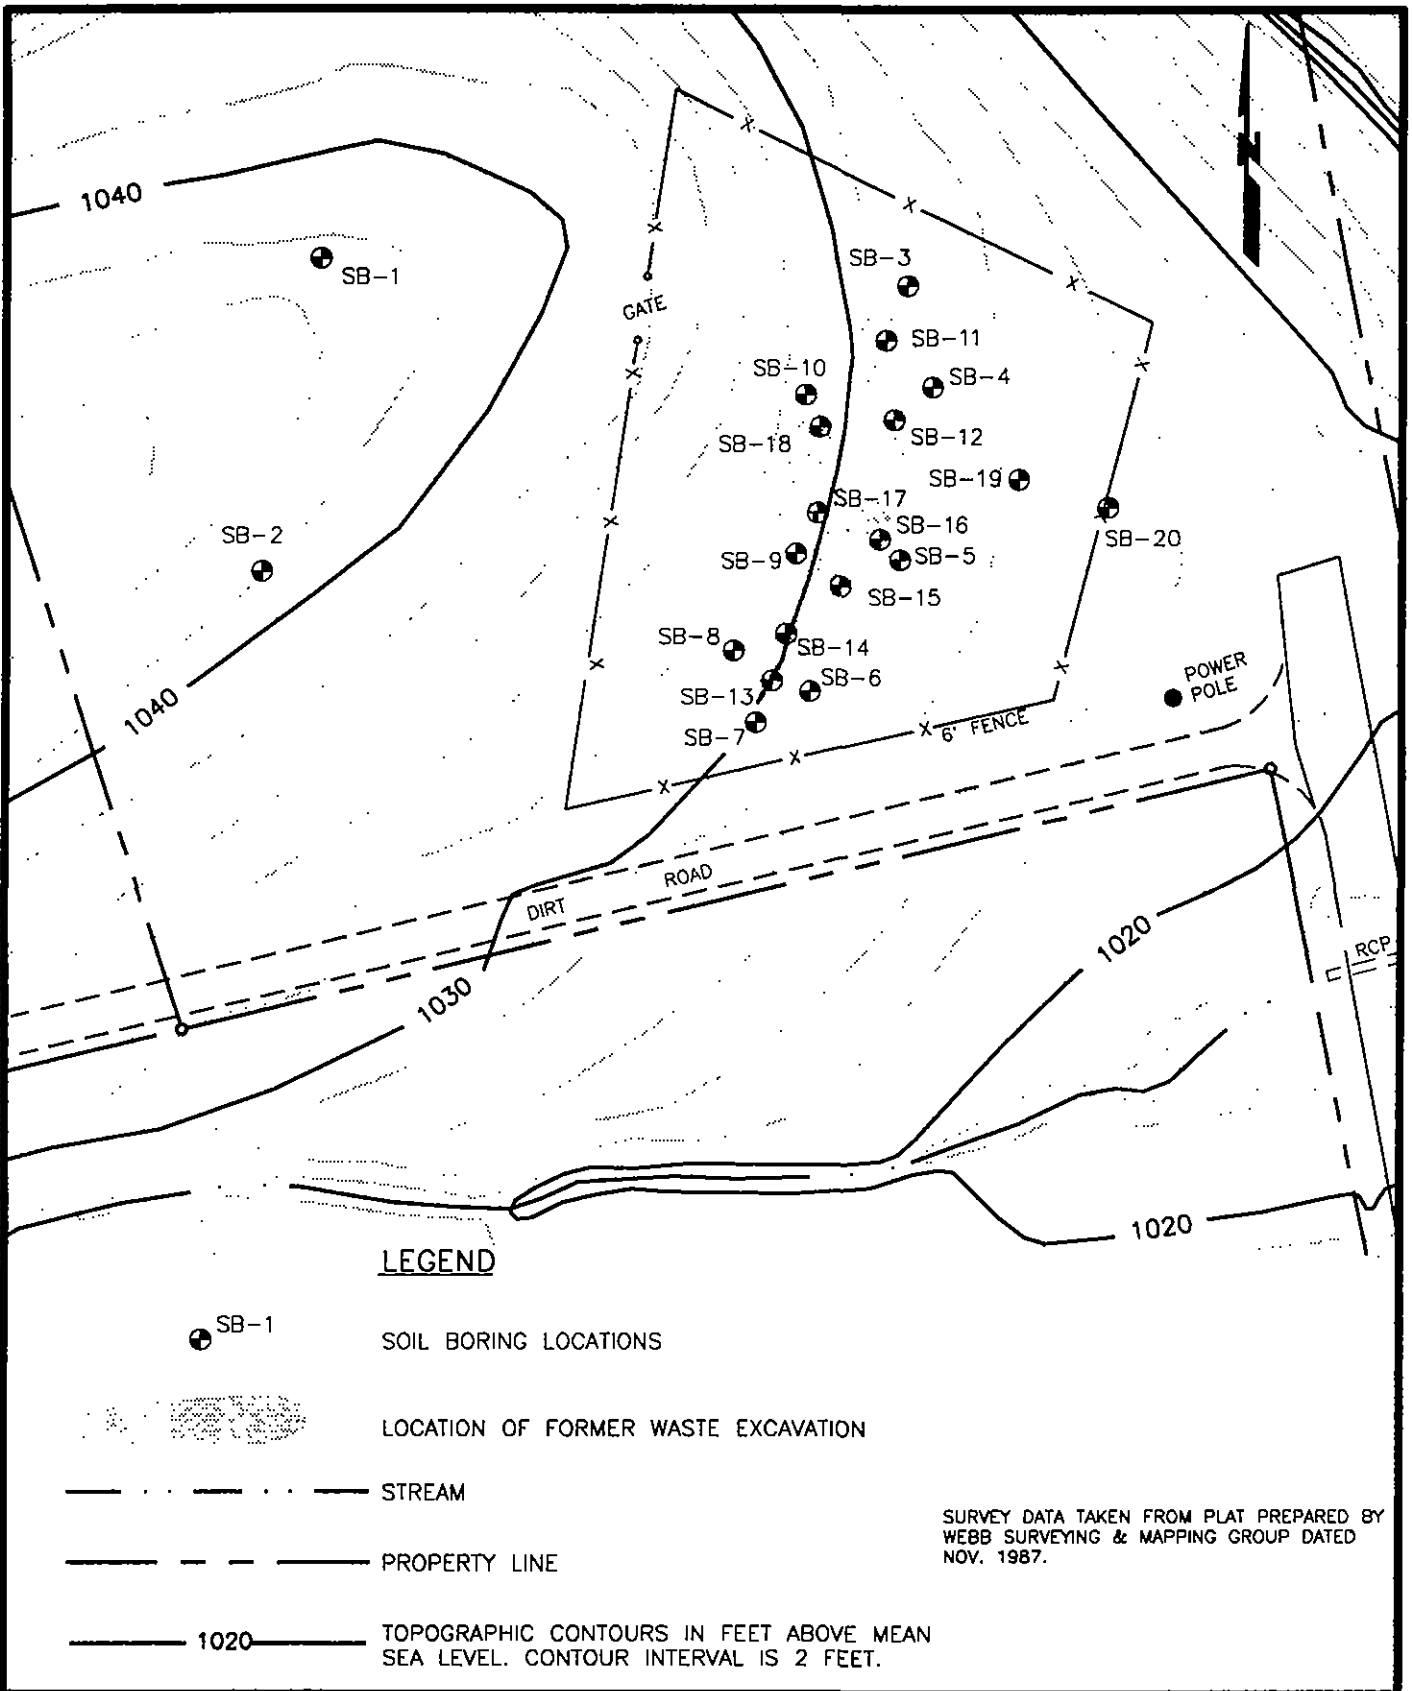 1040
SB-1
SB-3
GATE
SB-11
SB-10
SB-4
SB-18
SB-12
SB-19
SB-17
SB-16
SB-20
SB-2
SB-9
SB-5
SB-15
SB-8
SB-14
SB-6
SB-13
SB-7
POWER
POLE
6' FENCE
1040
ROAD
DIRT
1020
RCP
1030
1020
LEGEND
SB-1
SOIL BORING LOCATIONS
LOCATION OF FORMER WASTE EXCAVATION
STREAM
SURVEY DATA TAKEN FROM PLAT PREPARED BY
WEBB SURVEYING & MAPPING GROUP DATED
NOV. 1987.
PROPERTY LINE
1020
TOPOGRAPHIC CONTOURS IN FEET ABOVE MEAN
SEA LEVEL. CONTOUR INTERVAL IS 2 FEET.